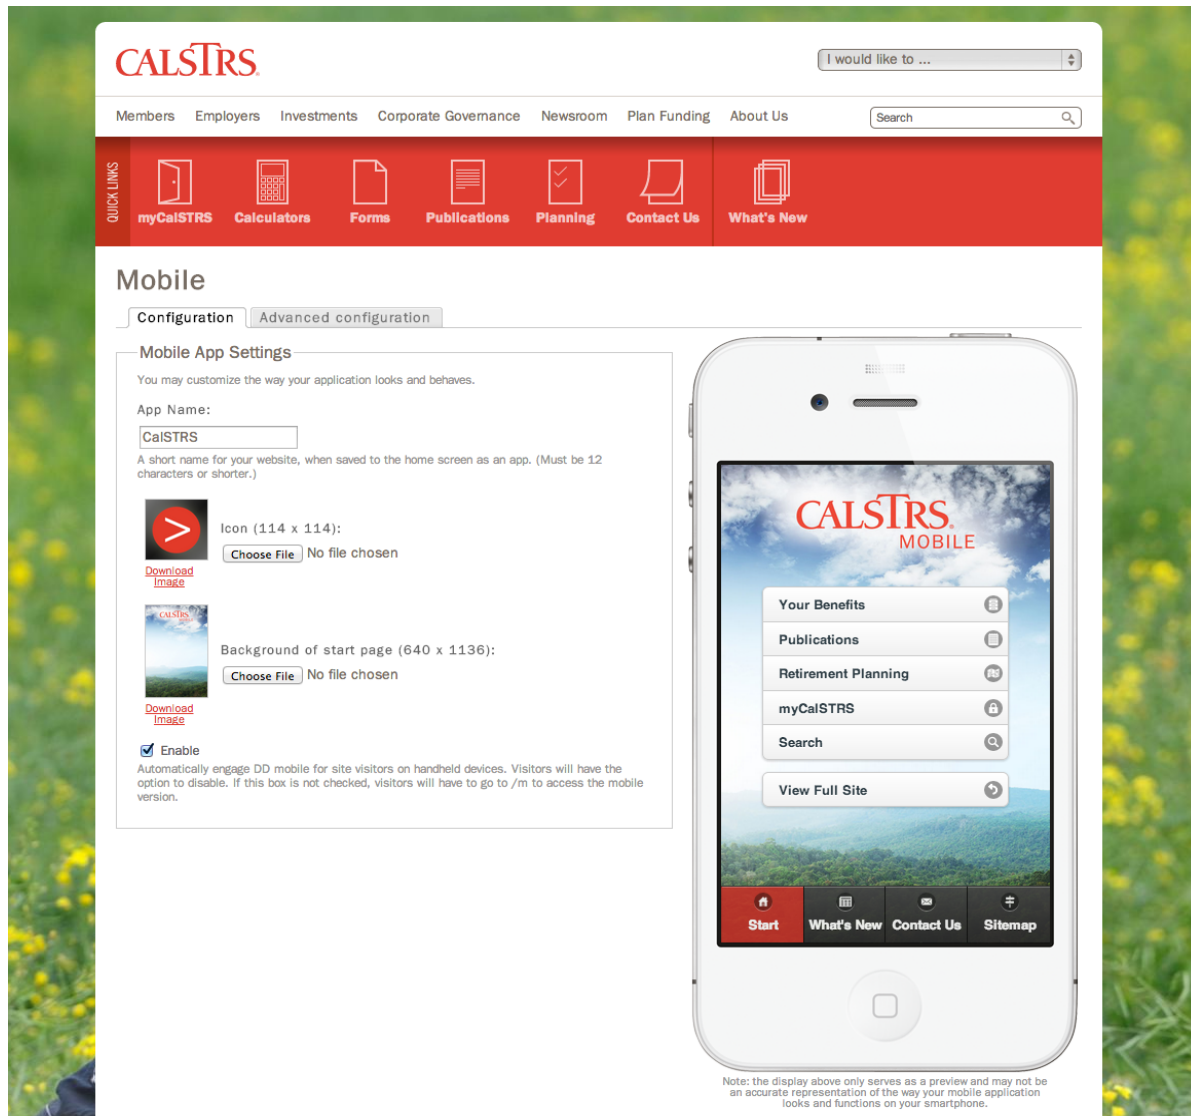 CALSTRS
I would like to ...
Members Employers Investments Corporate Governance Newsroom Plan Funding About Us
Search
QUICK LINKS
myCalSTRS Calculators Forms Publications Planning Contact Us What's New
Mobile
Configuration Advanced configuration
Mobile App Settings
You may customize the way your application looks and behaves.
App Name:
CalSTRS
A short name for your website, when saved to the home screen as an app. (Must be 12
characters or shorter.)
Icon (114 x 114):
Choose File No file chosen
Download
Image
CALSTRS
Background of start page (640 x 1136):
Choose File No file chosen
Download
Image
Enable
Automatically engage DD mobile for site visitors on handheld devices. Visitors will have the
option to disable. If this box is not checked, visitors will have to go to /m to access the mobile
version.
CALSTRS
MOBILE
Your Benefits
Publications
Retirement Planning
myCalSTRS
Search
View Full Site
Start What's New Contact Us Sitemap
Note: the display above only serves as a preview and may not be
an accurate representation of the way your mobile application
looks and functions on your smartphone.